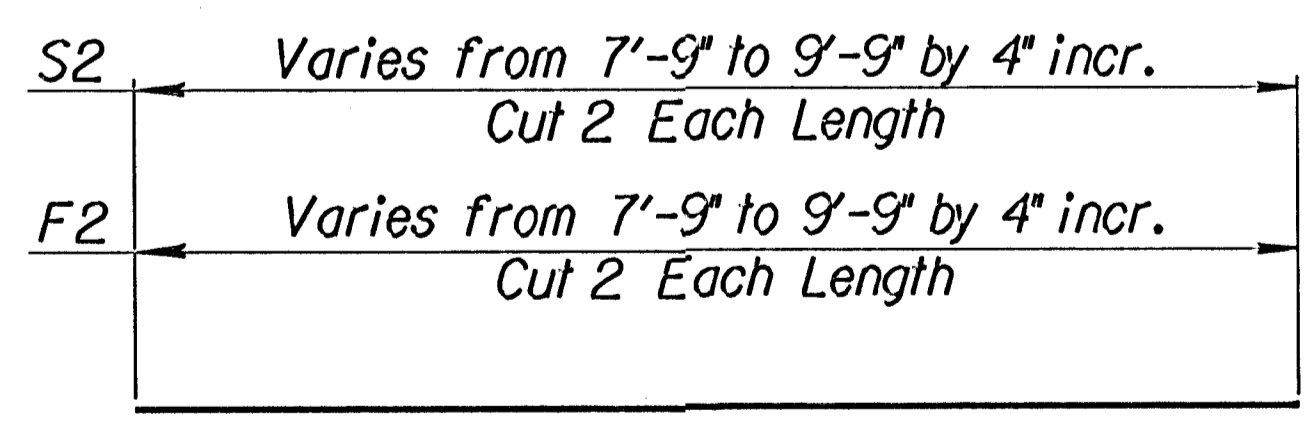 S2 Varies from 7'-9" to 9'-9" by 4" incr.
Cut 2 Each Length
F2 Varies from 7'-9" to 9'-9" by 4" incr.
Cut 2 Each Length